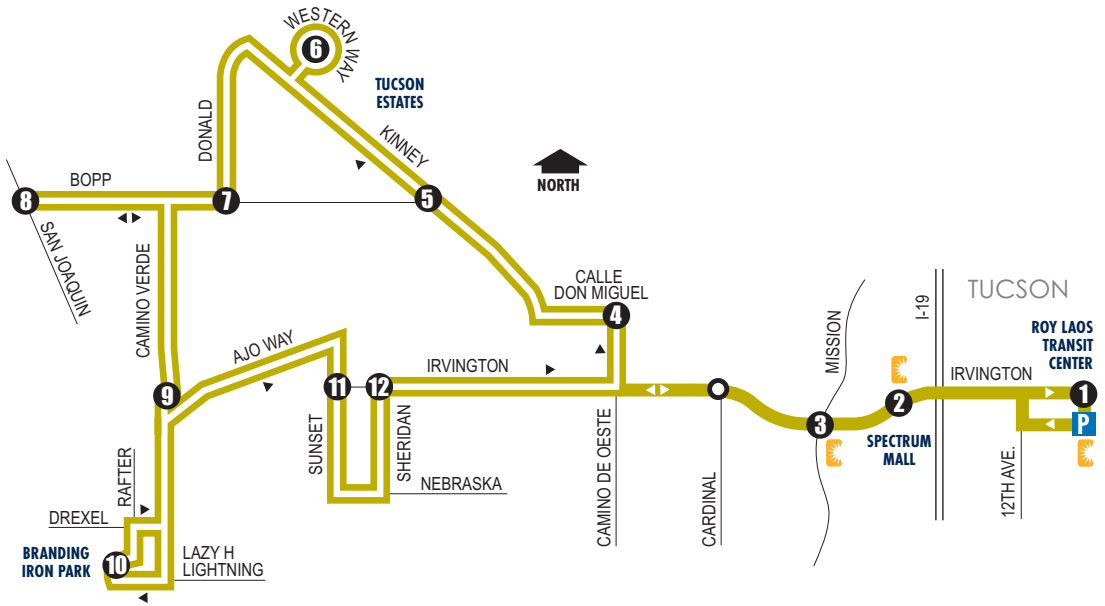 WESTERN WAY
6
TUCSON
ESTATES
DONALD
KINNEY
NORTH
BOPP
8
7
5
SAN JOAQUIN
CAMINO VERDE
CALLE
DON MIGUEL
4
TUCSON
I-19
MISSION
ROY LAOS
TRANSIT
CENTER
AJO WAY
IRVINGTON
IRVINGTON
9
11
12
1
2
3
P
SPECTRUM
MALL
SUNSET
SHERIDAN
NEBRASKA
CAMINO DE OESTE
CARDINAL
12TH AVE.
RAFTER
DREXEL
BRANDING
IRON PARK
10
LAZY H
LIGHTNING